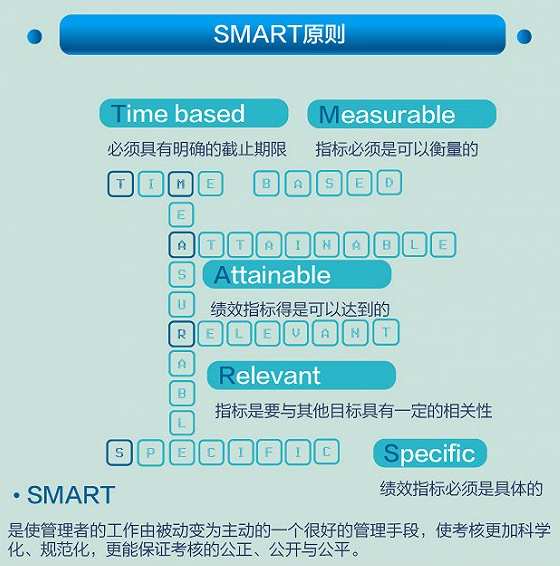 SMART原则
Time based
Measurable
必须具有明确的截止期限
指标必须是可以衡量的
TIME BASED
E
ATTAINABLE
S
Attainable
U
绩效指标得是可以达到的
RELEVANT
A
Relevant
B
指标是要与其他目标具有一定的相关性
L
SPECIFIC
Specific
绩效指标必须是具体的
•SMART
是使管理者的工作由被动变为主动的一个很好的管理手段，使考核更加科学
化、规范化，更能保证考核的公正、公开与公平。